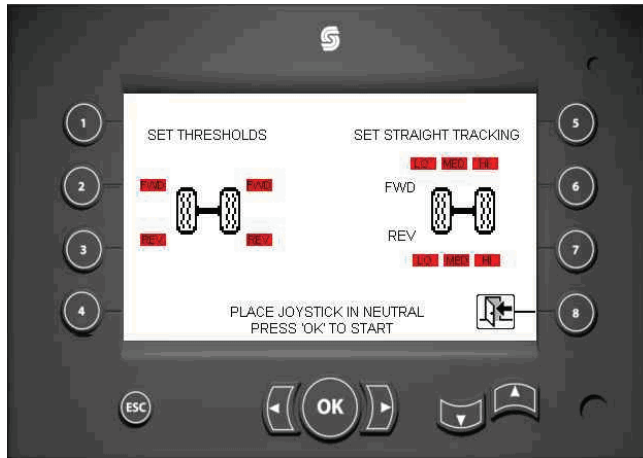 SET THRESHOLDS
SET STRAIGHT TRACKING
LO MED HI
FWD FWD
FWD
REV REV
REV
LO MED HI
PLACE JOYSTICK IN NEUTRAL
PRESS 'OK' TO START
1
2
3
4
5
6
7
8
ESC
OK